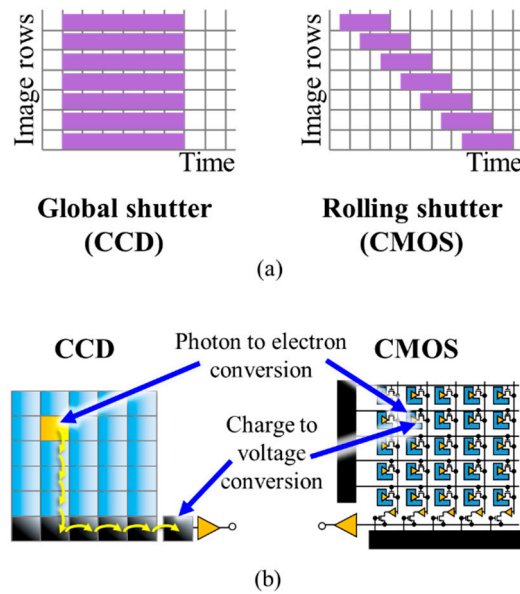 Image rows
Time
Global shutter
(CCD)
Image rows
Time
Rolling shutter
(CMOS)
(a)
CCD
Photon to electron
conversion
CMOS
Charge to
voltage
conversion
(b)